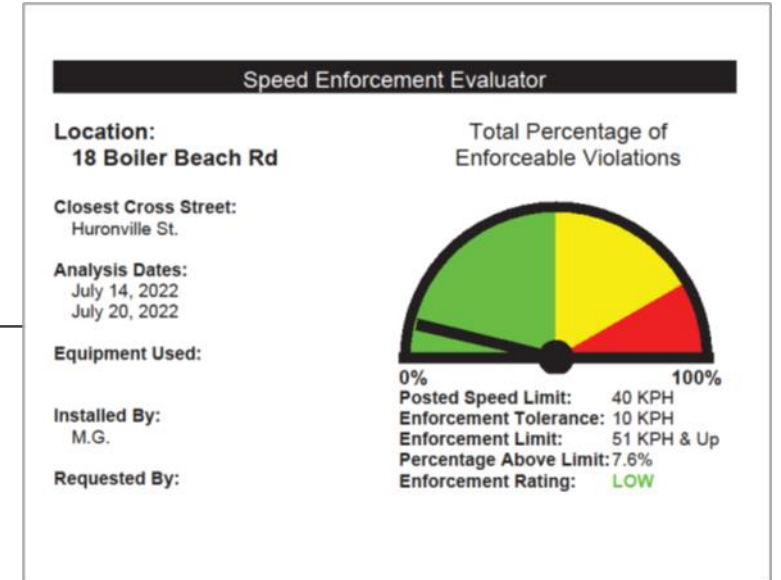 Speed Enforcement Evaluator
Location:
18 Boiler Beach Rd
Closest Cross Street:
Huronville St.
Analysis Dates:
July 14, 2022
July 20, 2022
Equipment Used:
Installed By:
M.G.
Requested By:
Total Percentage of
Enforceable Violations
0% 100%
Posted Speed Limit: 40 KPH
Enforcement Tolerance: 10 KPH
Enforcement Limit: 51 KPH & Up
Percentage Above Limit: 7.6%
Enforcement Rating: LOW